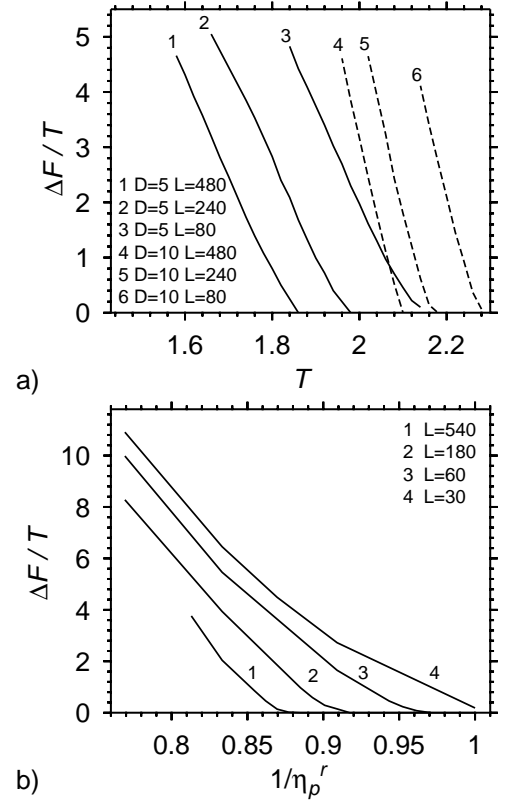 5
4
3
2
1
0
ΔF / T
1
2
3
4
5
6
1 D=5 L=480
2 D=5 L=240
3 D=5 L=80
4 D=10 L=480
5 D=10 L=240
6 D=10 L=80
1.6 1.8 2 2.2
a) T
10
8
6
4
2
0
ΔF / T
1 L=540
2 L=180
3 L=60
4 L=30
1 2 3 4
0.8 0.85 0.9 0.95 1
b) 1/ηpʳ